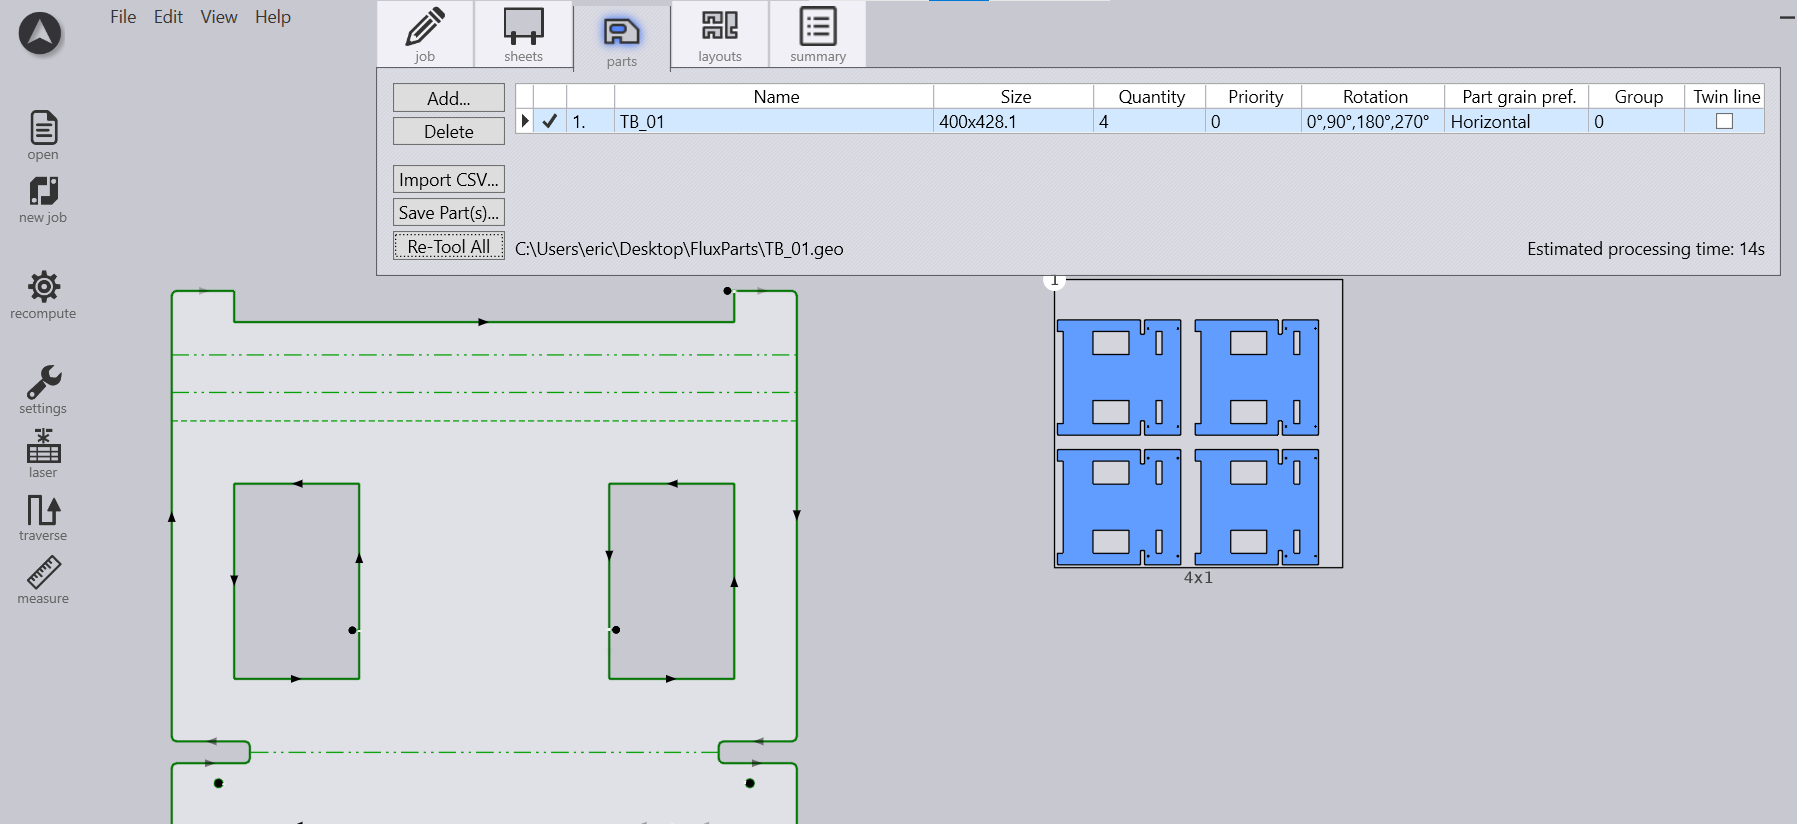 File Edit View Help
job sheets parts layouts summary
open
new job
recompute
settings
laser
traverse
measure
Add...
Delete
Import CSV...
Save Part(s)...
Re-Tool All
Name Size Quantity Priority Rotation Part grain pref. Group Twin line
1. TB_01 400x428.1 4 0 0°,90°,180°,270° Horizontal 0
C:\Users\eric\Desktop\FluxParts\TB_01.geo
Estimated processing time: 14s
1
4x1